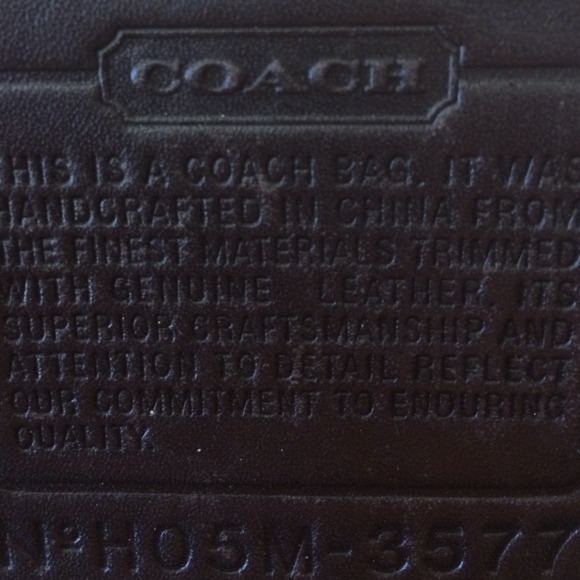 COACH
THIS IS A COACH BAG. IT WAS
HANDCRAFTED IN CHINA FROM
THE FINEST MATERIALS TRIMMED
WITH GENUINE LEATHER. ITS
SUPERIOR CRAFTSMANSHIP AND
ATTENTION TO DETAIL REFLECT
OUR COMMITMENT TO ENDURING
QUALITY.
Nº H05M-3577